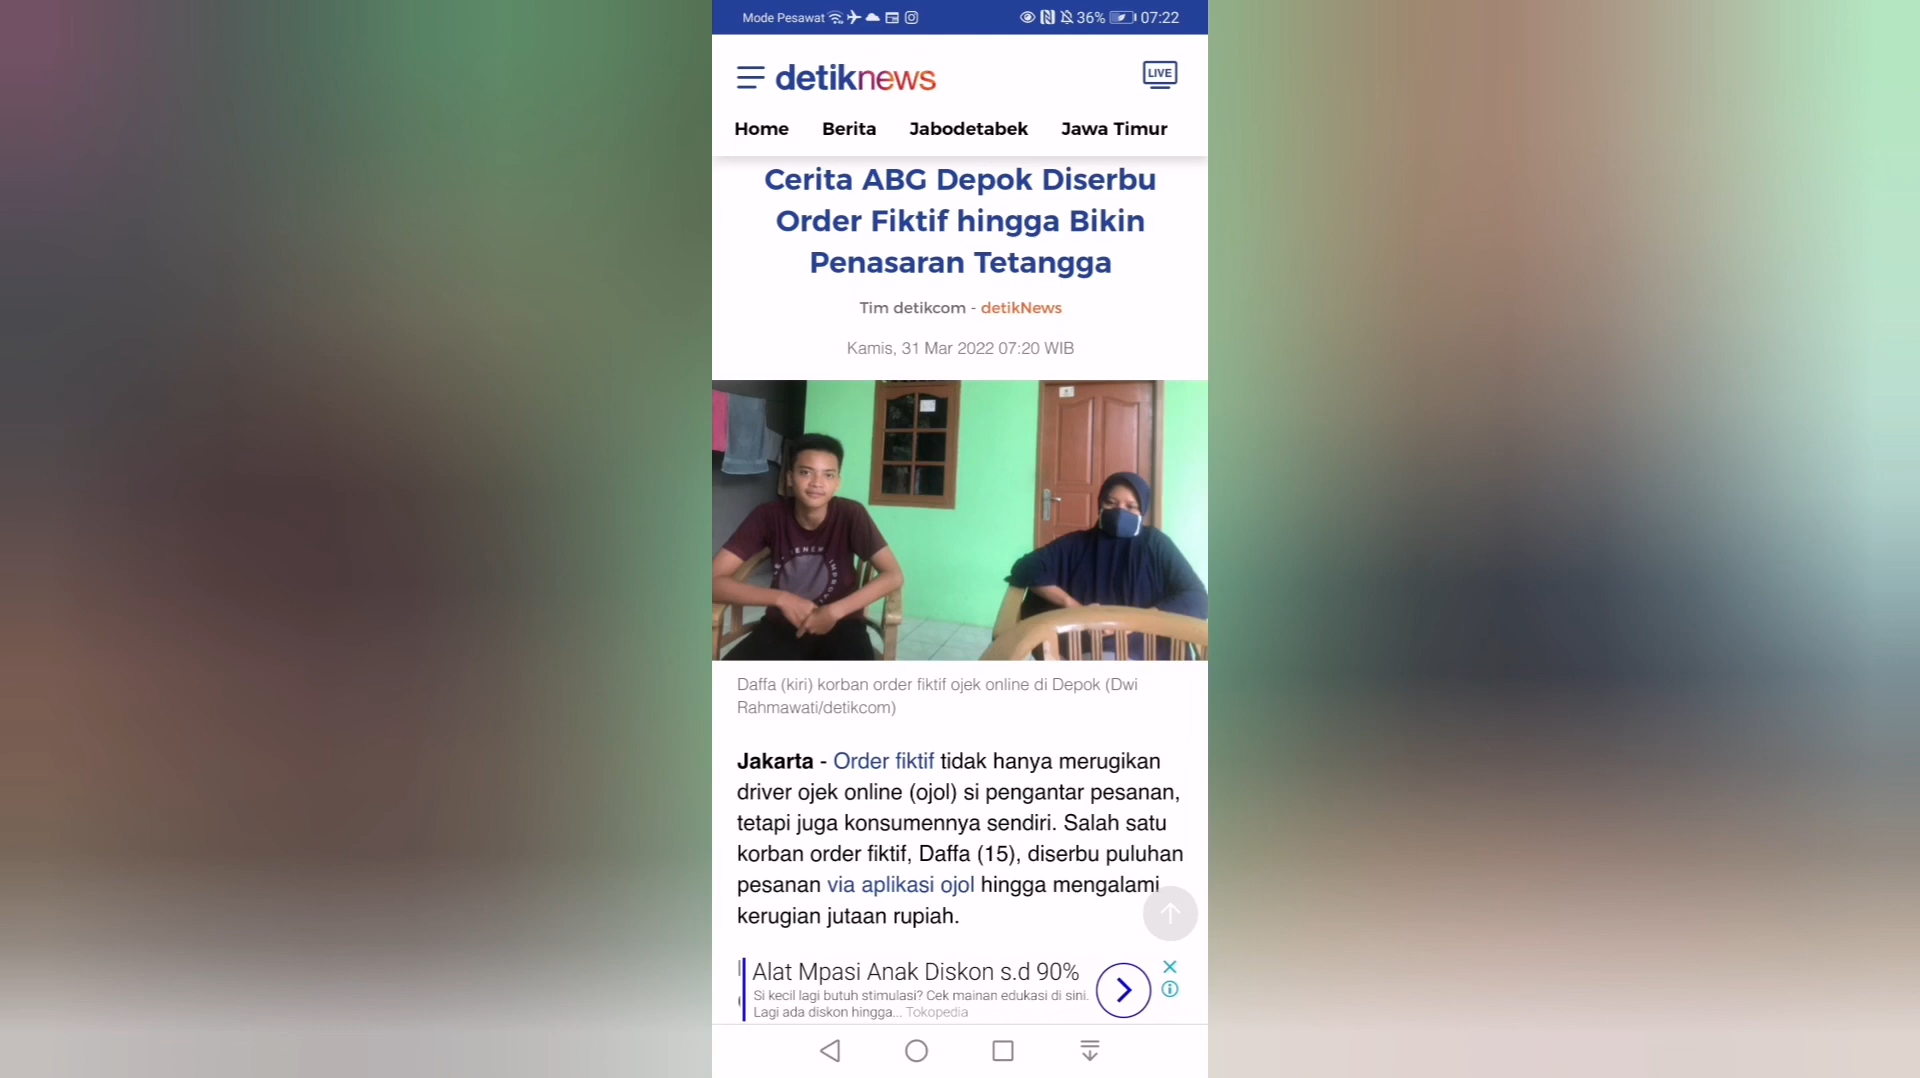 Mode Pesawat 36% 07:22
detiknews
LIVE
Home Berita Jabodetabek Jawa Timur
Cerita ABG Depok Diserbu
Order Fiktif hingga Bikin
Penasaran Tetangga
Tim detikcom - detikNews
Kamis, 31 Mar 2022 07:20 WIB
Daffa (kiri) korban order fiktif ojek online di Depok (Dwi
Rahmawati/detikcom)
Jakarta - Order fiktif tidak hanya merugikan
driver ojek online (ojol) si pengantar pesanan,
tetapi juga konsumennya sendiri. Salah satu
korban order fiktif, Daffa (15), diserbu puluhan
pesanan via aplikasi ojol hingga mengalami
kerugian jutaan rupiah.
Alat Mpasi Anak Diskon s.d 90%
Si kecil lagi butuh stimulasi? Cek mainan edukasi di sini.
Lagi ada diskon hingga... Tokopedia